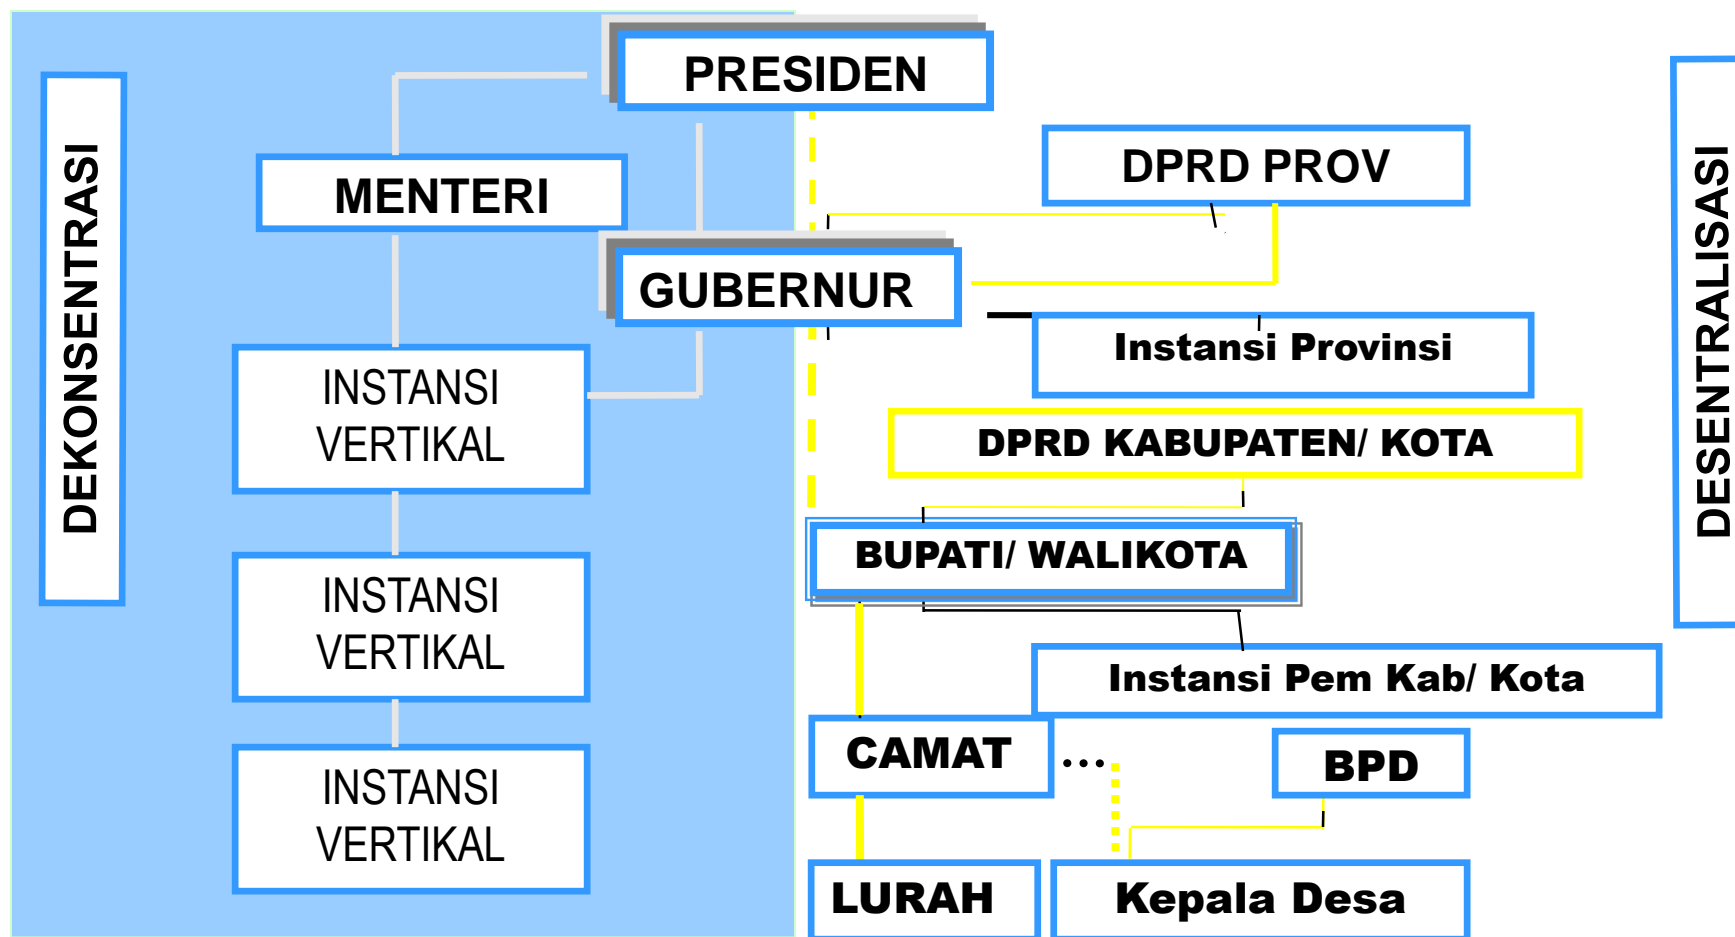 PRESIDEN
DEKONSENTRASI
DESENTRALISASI
DPRD PROV
MENTERI
GUBERNUR
Instansi Provinsi
INSTANSI
VERTIKAL
DPRD KABUPATEN/ KOTA
BUPATI/ WALIKOTA
INSTANSI
VERTIKAL
Instansi Pem Kab/ Kota
CAMAT
BPD
INSTANSI
VERTIKAL
LURAH
Kepala Desa